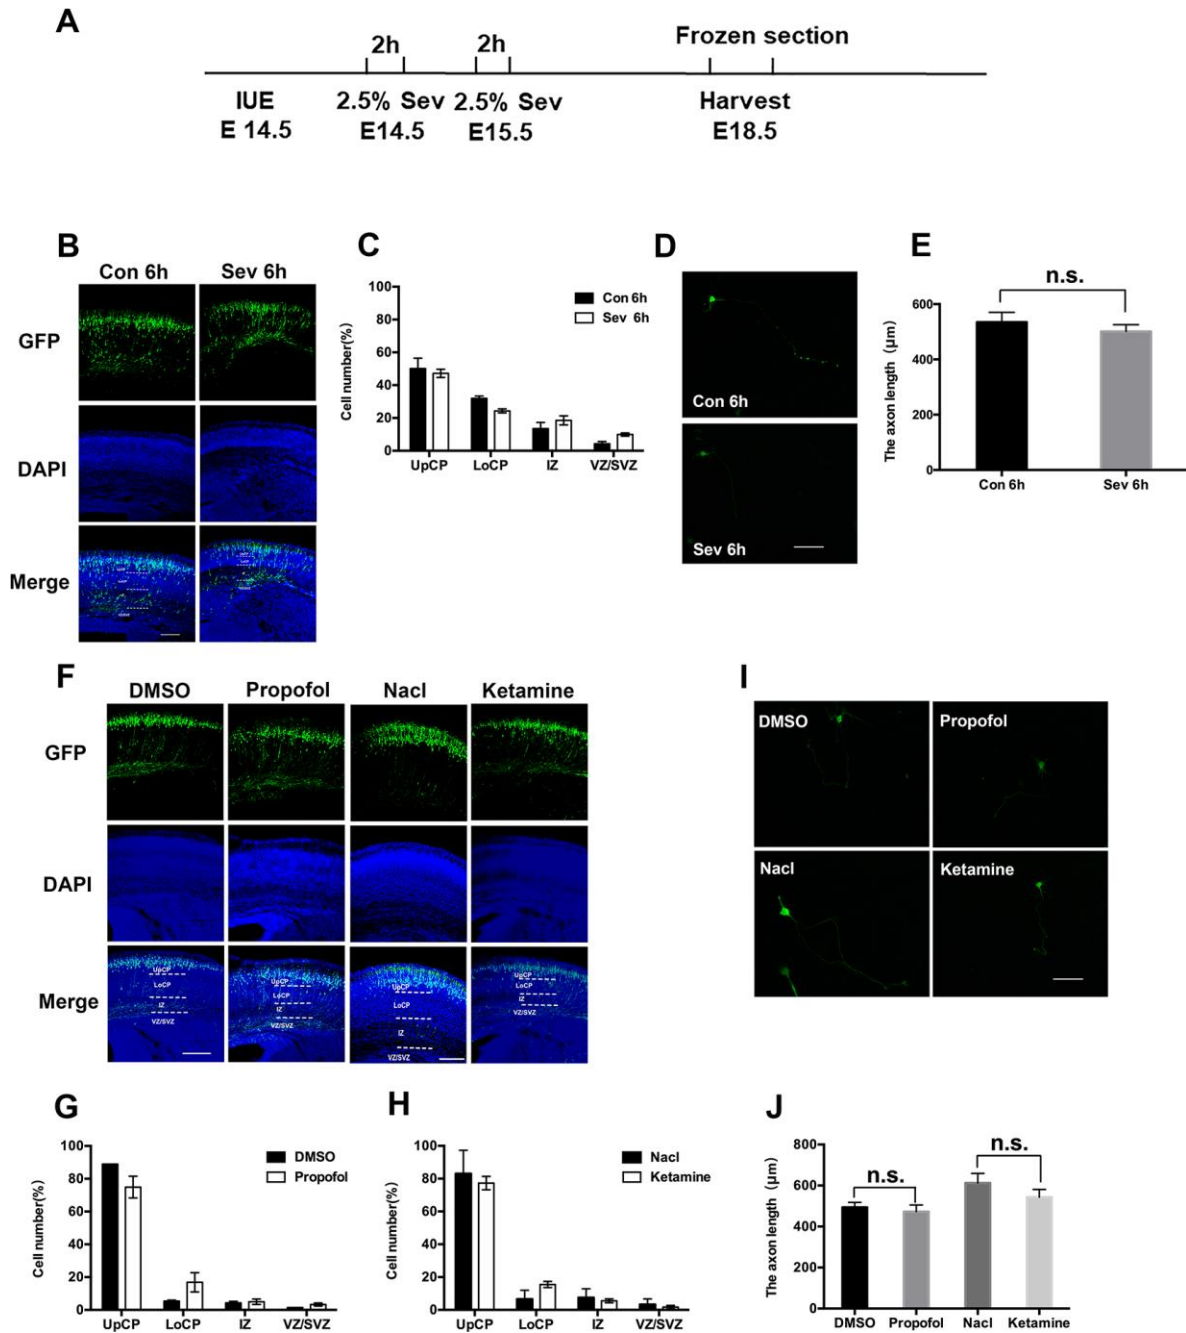 A
2h 2h Frozen section
IUE 2.5% Sev 2.5% Sev Harvest
E 14.5 E14.5 E15.5 E18.5
B
Con 6h Sev 6h
GFP
DAPI
Merge
C
Cell number(%)
100
80
60
40
20
0
UpCP LoCP IZ VZ/SVZ
Con 6h
Sev 6h
D
Con 6h
Sev 6h
E
n.s.
The axon length (μm)
600
400
200
0
Con 6h Sev 6h
F
DMSO Propofol Nacl Ketamine
GFP
DAPI
Merge
UpCP UpCP UpCP UpCP
LoCP LoCP LoCP LoCP
IZ IZ IZ IZ
VZ/SVZ VZ/SVZ VZ/SVZ VZ/SVZ
I
DMSO Propofol
Nacl Ketamine
G
Cell number(%)
100
80
60
40
20
0
UpCP LoCP IZ VZ/SVZ
DMSO
Propofol
H
Cell number(%)
100
80
60
40
20
0
UpCP LoCP IZ VZ/SVZ
Nacl
Ketamine
J
n.s. n.s.
The axon length (μm)
800
600
400
200
0
DMSO Propofol Nacl Ketamine